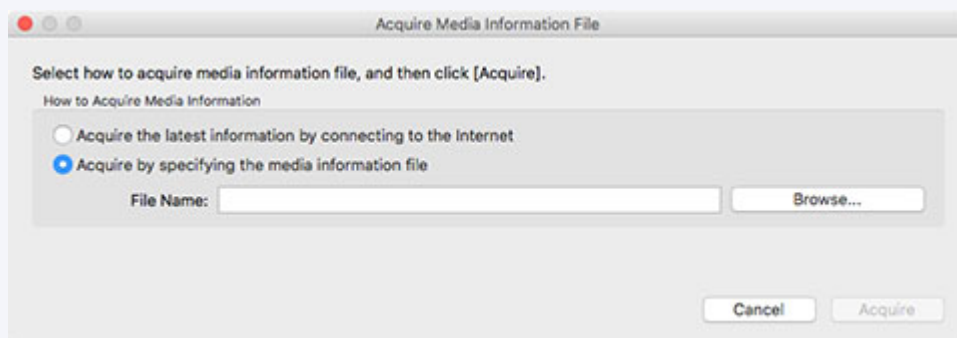 Acquire Media Information File
Select how to acquire media information file, and then click [Acquire].
How to Acquire Media Information
Acquire the latest information by connecting to the Internet
Acquire by specifying the media information file
File Name: Browse...
Cancel Acquire